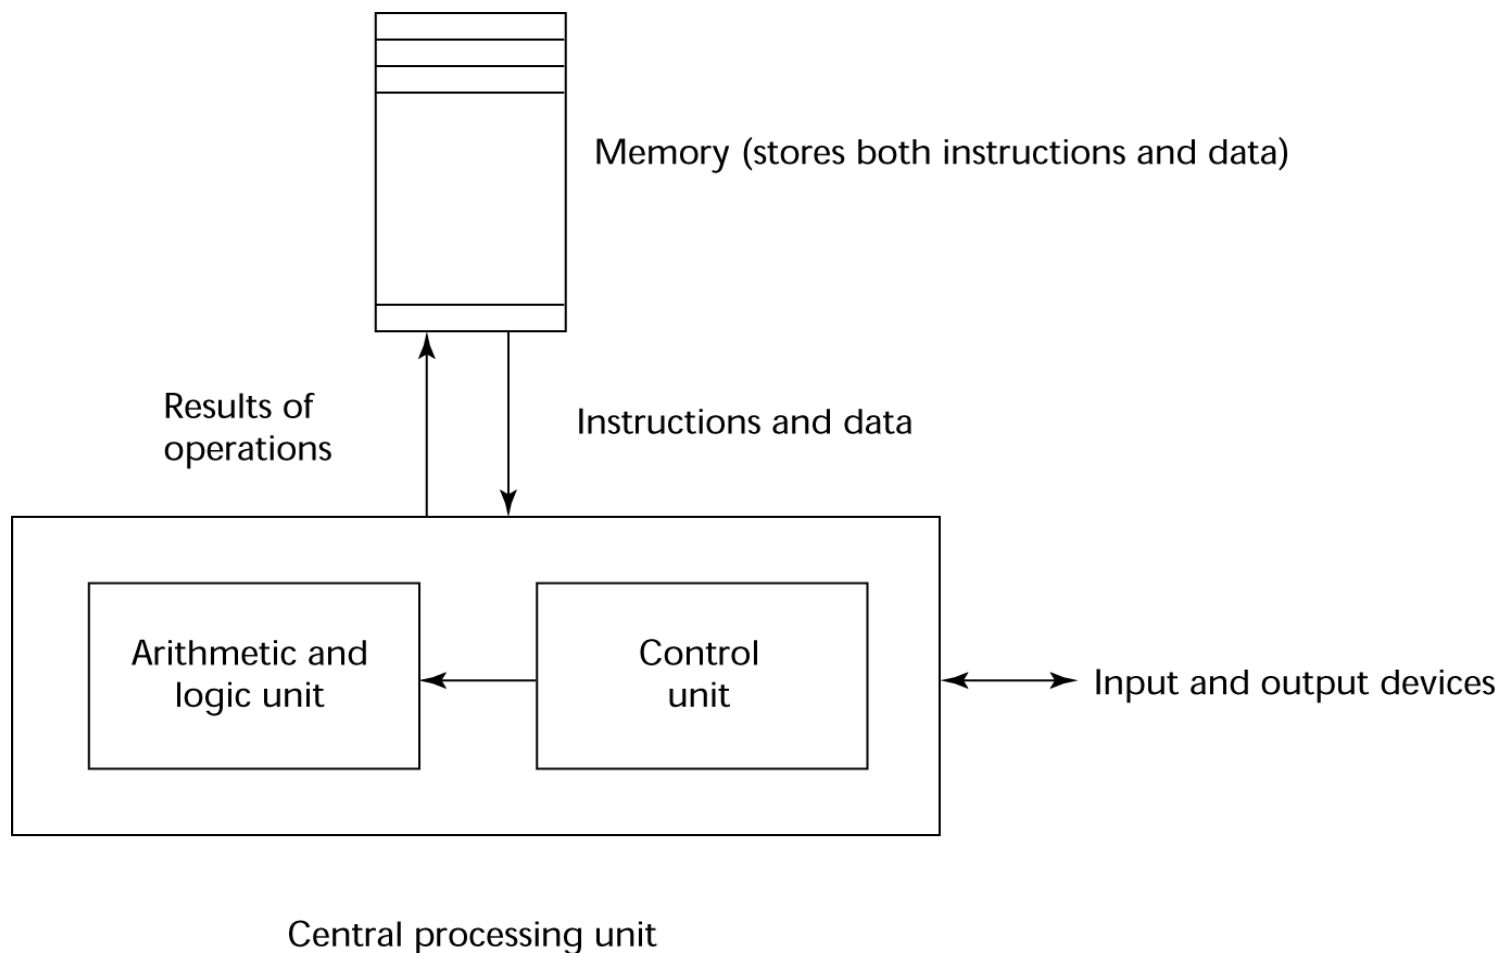 Memory (stores both instructions and data)
Results of
operations
Instructions and data
Arithmetic and
logic unit
Control
unit
Input and output devices
Central processing unit